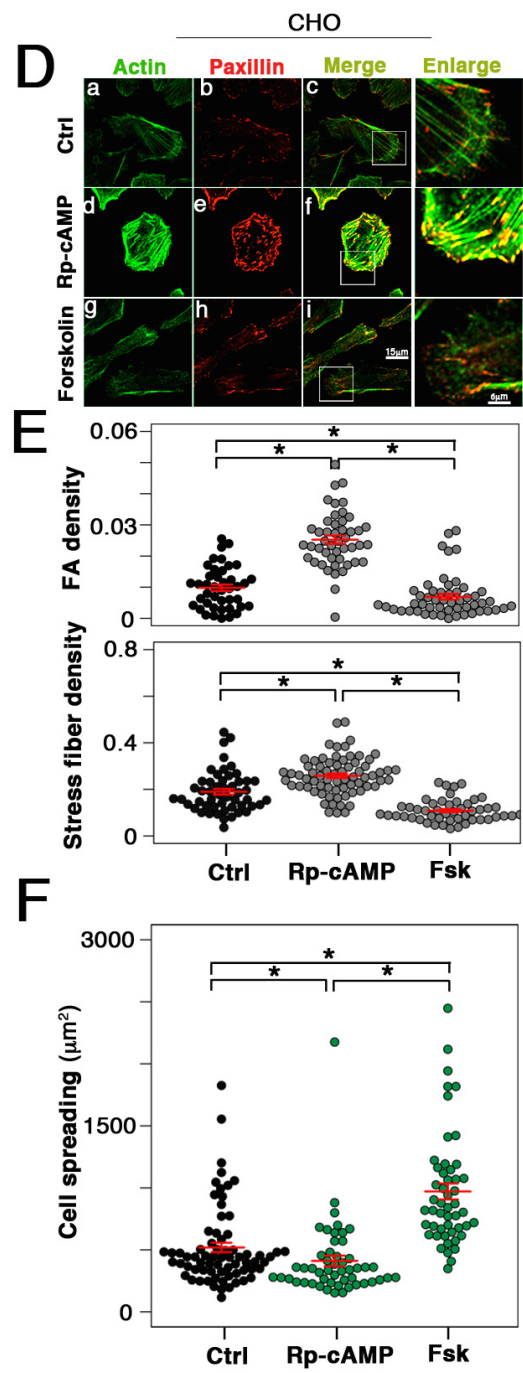 CHO
D
Actin Paxillin Merge Enlarge
Ctrl
a b c
Rp-cAMP
d e f
Forskolin
g h i
15μm
6μm
E
FA density
0.06
0.03
0
* * *
Stress fiber density
0.8
0.4
0
* * *
Ctrl Rp-cAMP Fsk
F
Cell spreading (μm²)
3000
1500
0
* * *
Ctrl Rp-cAMP Fsk